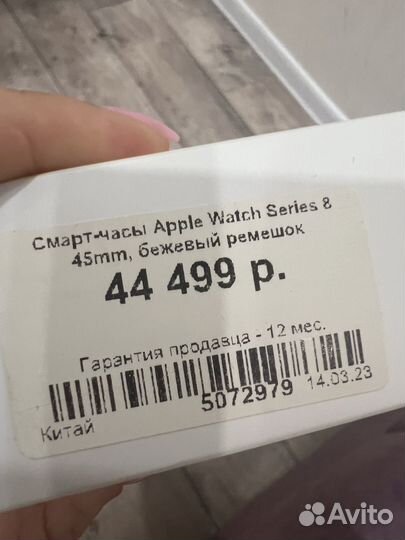 Смарт-часы Apple Watch Series 8
45mm, бежевый ремешок
44 499 р.
Гарантия продавца - 12 мес.
5072979 14.03.23
Китай
Avito